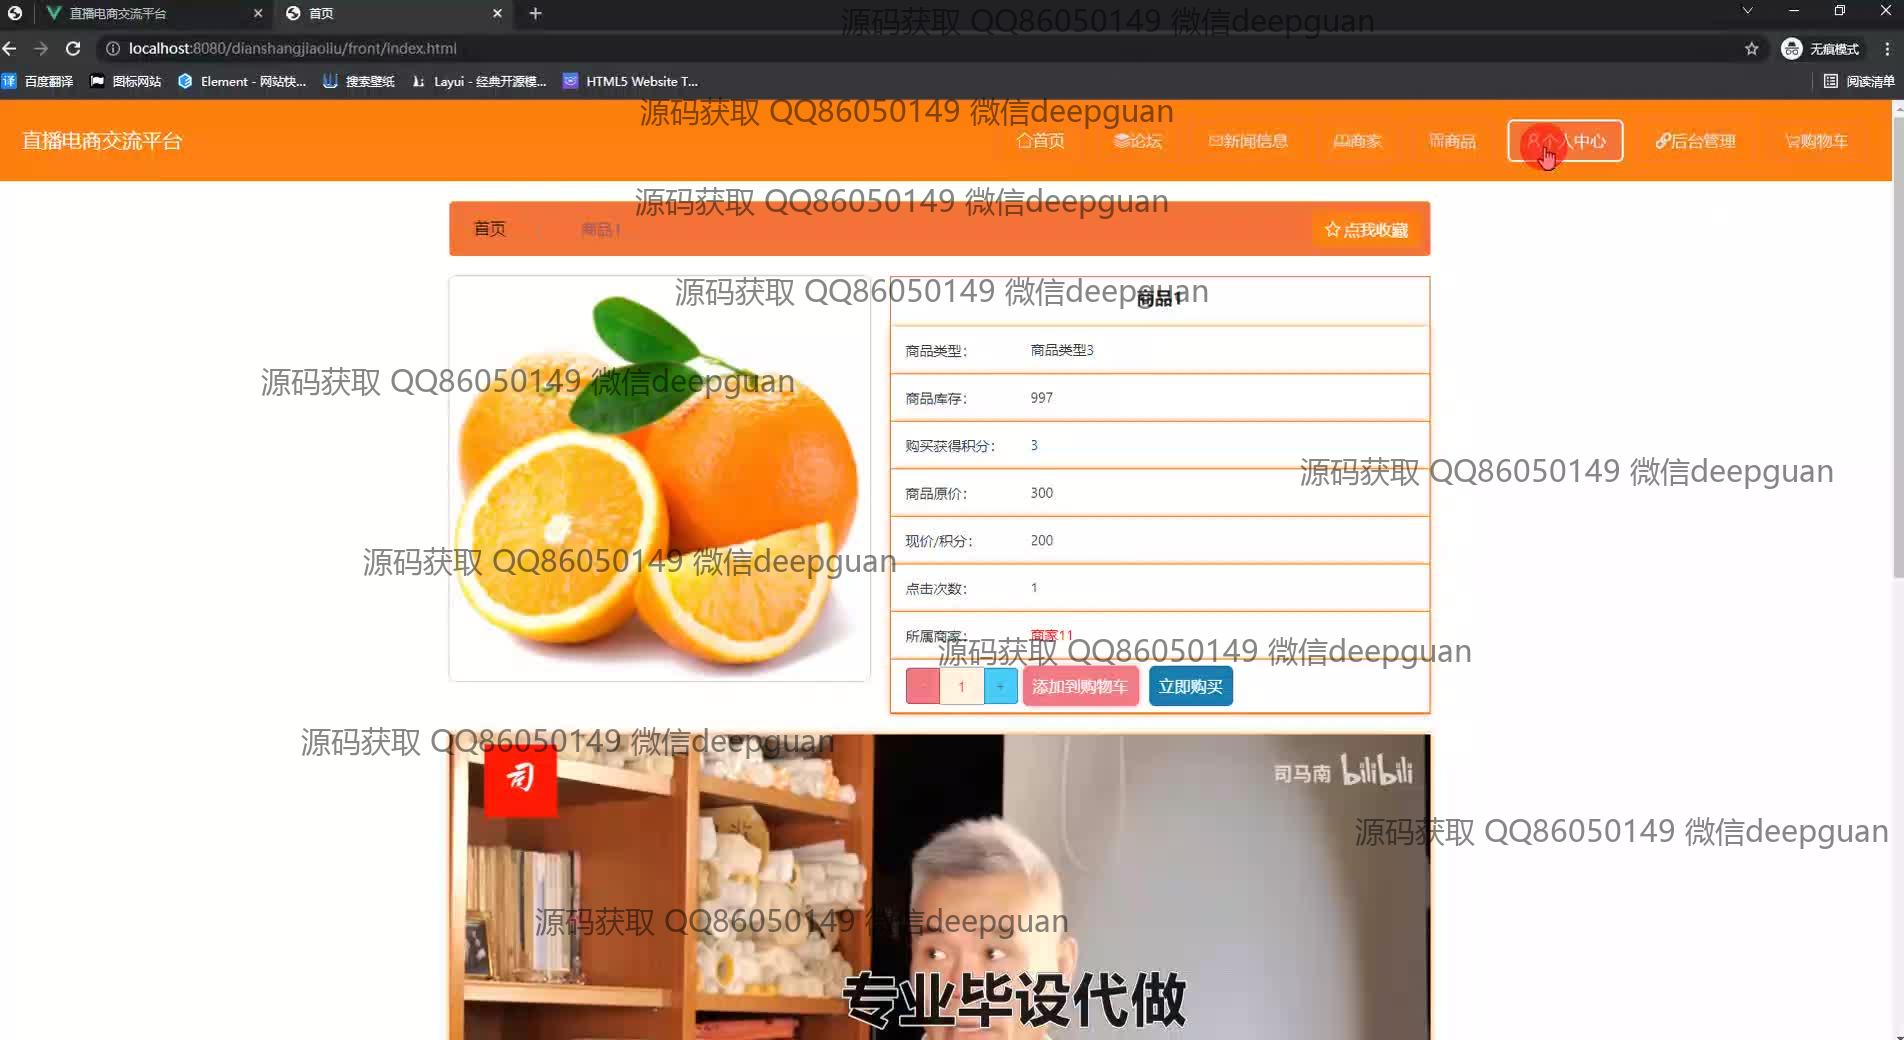 直播电商交流平台
首页
源码获取 QQ86050149 微信deepguan
localhost:8080/dianshangjiaoliu/front/index.html
无痕模式
百度翻译
图标网站
Element - 网站快...
搜索壁纸
Layui - 经典开源模...
HTML5 Website T...
阅读清单
源码获取 QQ86050149 微信deepguan
直播电商交流平台
首页
论坛
新闻信息
商家
商品
个人中心
后台管理
购物车
源码获取 QQ86050149 微信deepguan
首页
商品1
点我收藏
源码获取 QQ86050149 微信deepguan
商品1
商品类型：
商品类型3
源码获取 QQ86050149 微信deepguan
商品库存：
997
购买获得积分：
3
源码获取 QQ86050149 微信deepguan
商品原价：
300
现价/积分：
200
源码获取 QQ86050149 微信deepguan
点击次数：
1
所属商家：
商家11
源码获取 QQ86050149 微信deepguan
-
1
+
添加到购物车
立即购买
源码获取 QQ86050149 微信deepguan
司
司马南
bilibili
源码获取 QQ86050149 微信deepguan
源码获取 QQ86050149 微信deepguan
专业毕设代做